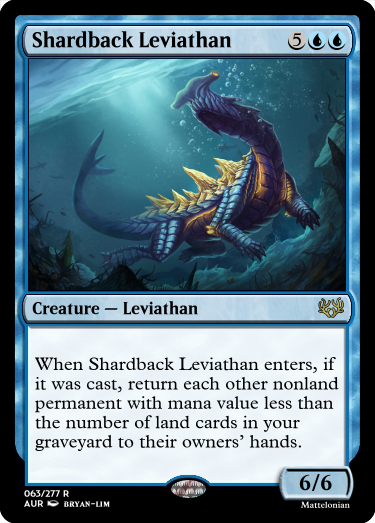 Shardback Leviathan 5
Creature — Leviathan
When Shardback Leviathan enters, if
it was cast, return each other nonland
permanent with mana value less than
the number of land cards in your
graveyard to their owners’ hands.
6/6
063/277 R
AUR BRYAN-LIM
Mattelonian